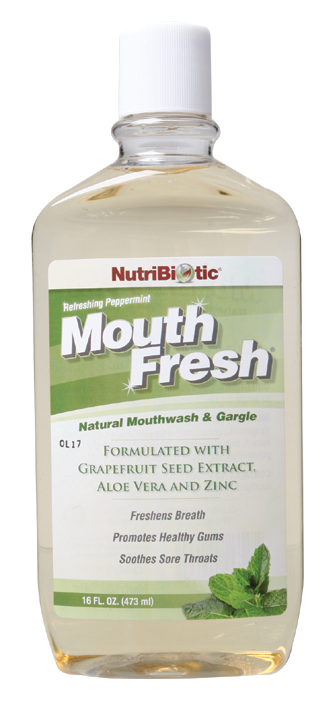 NutriBiotic®
Refreshing Peppermint
Mouth
Fresh®
Natural Mouthwash & Gargle
OL17
FORMULATED WITH
GRAPEFRUIT SEED EXTRACT,
ALOE VERA AND ZINC
Freshens Breath
Promotes Healthy Gums
Soothes Sore Throats
16 FL. OZ. (473 ml)